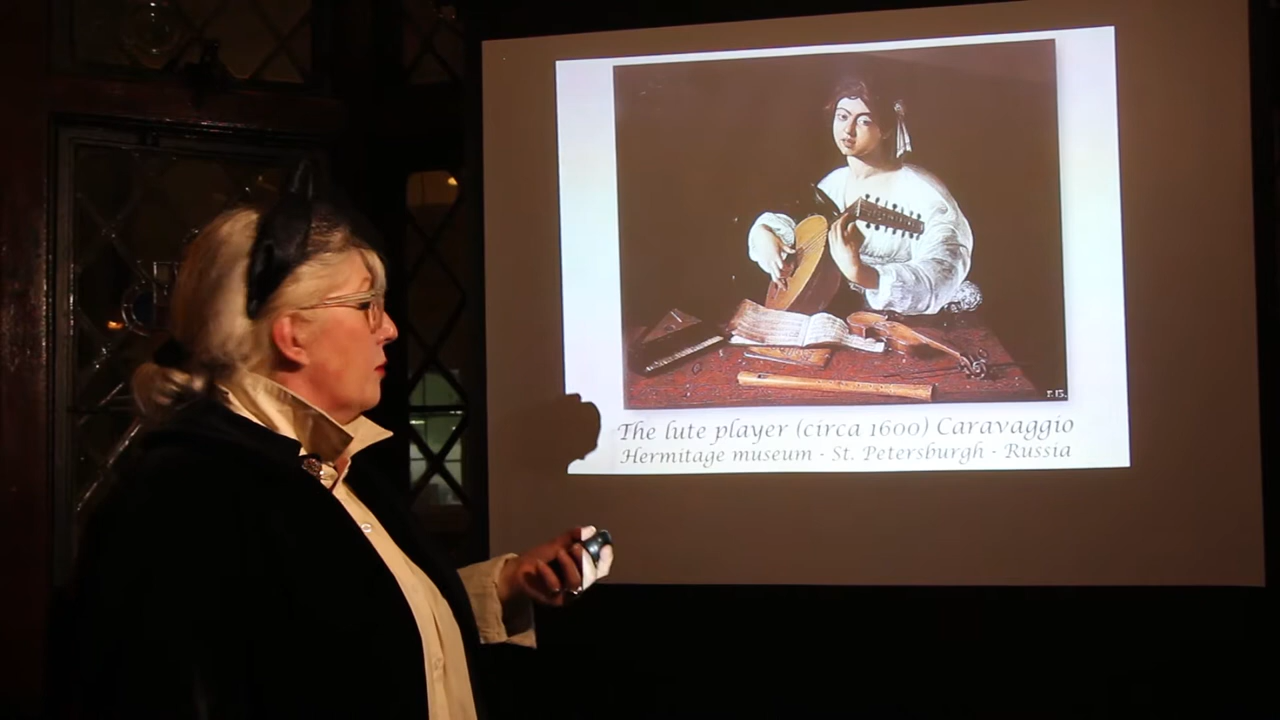 The lute player (circa 1600) Caravaggio
Hermitage museum - St. Petersburgh - Russia